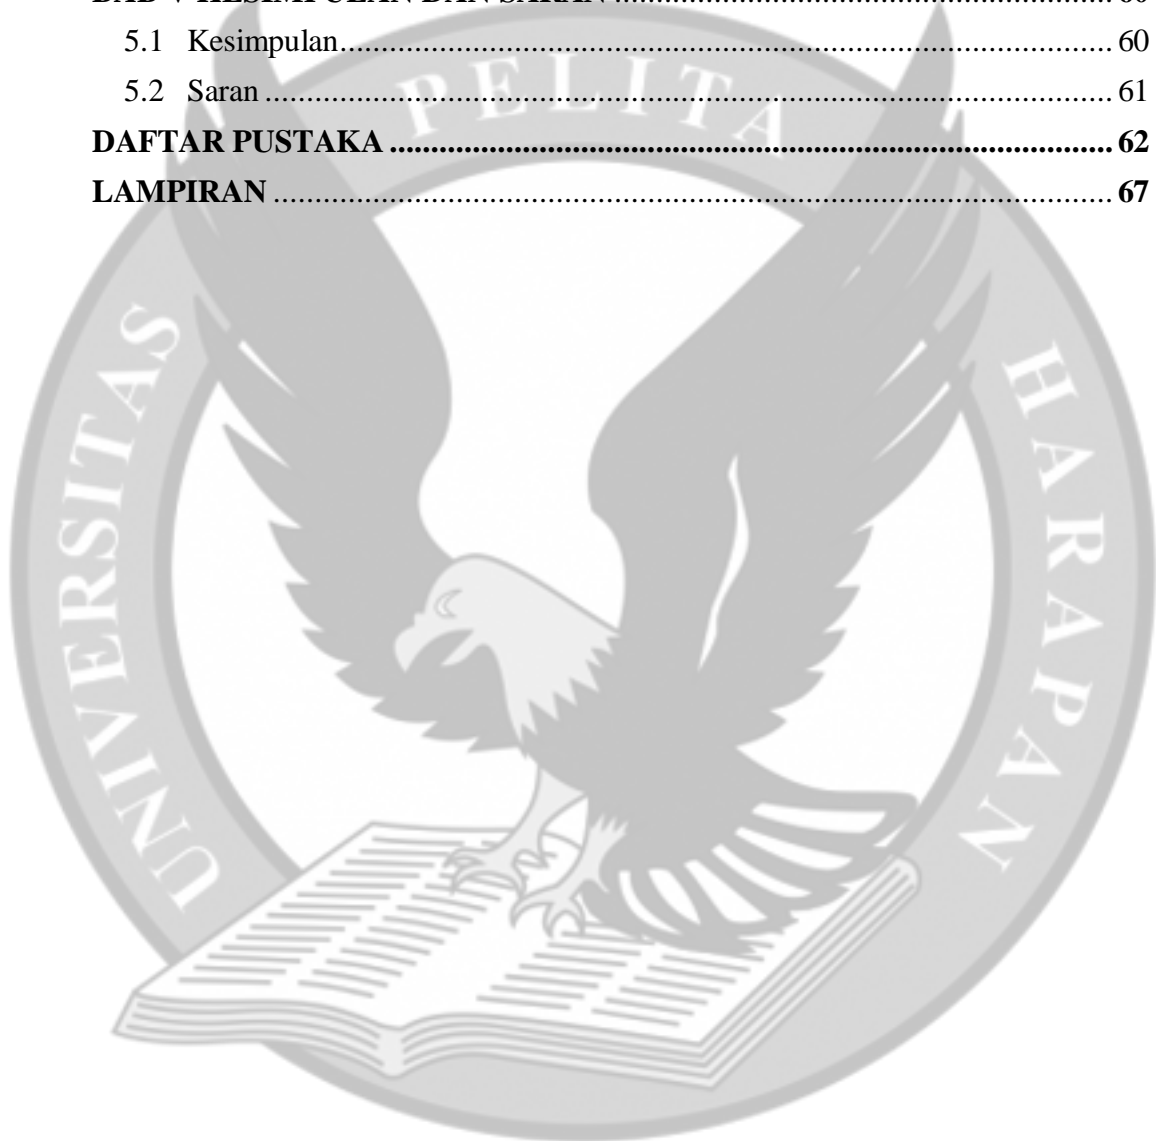 5.1 Kesimpulan.................................................................................................... 60
5.2 Saran.............................................................................................................. 61
DAFTAR PUSTAKA............................................................................................. 62
LAMPIRAN............................................................................................................ 67
UNIVERSITAS PELITA HARAPAN